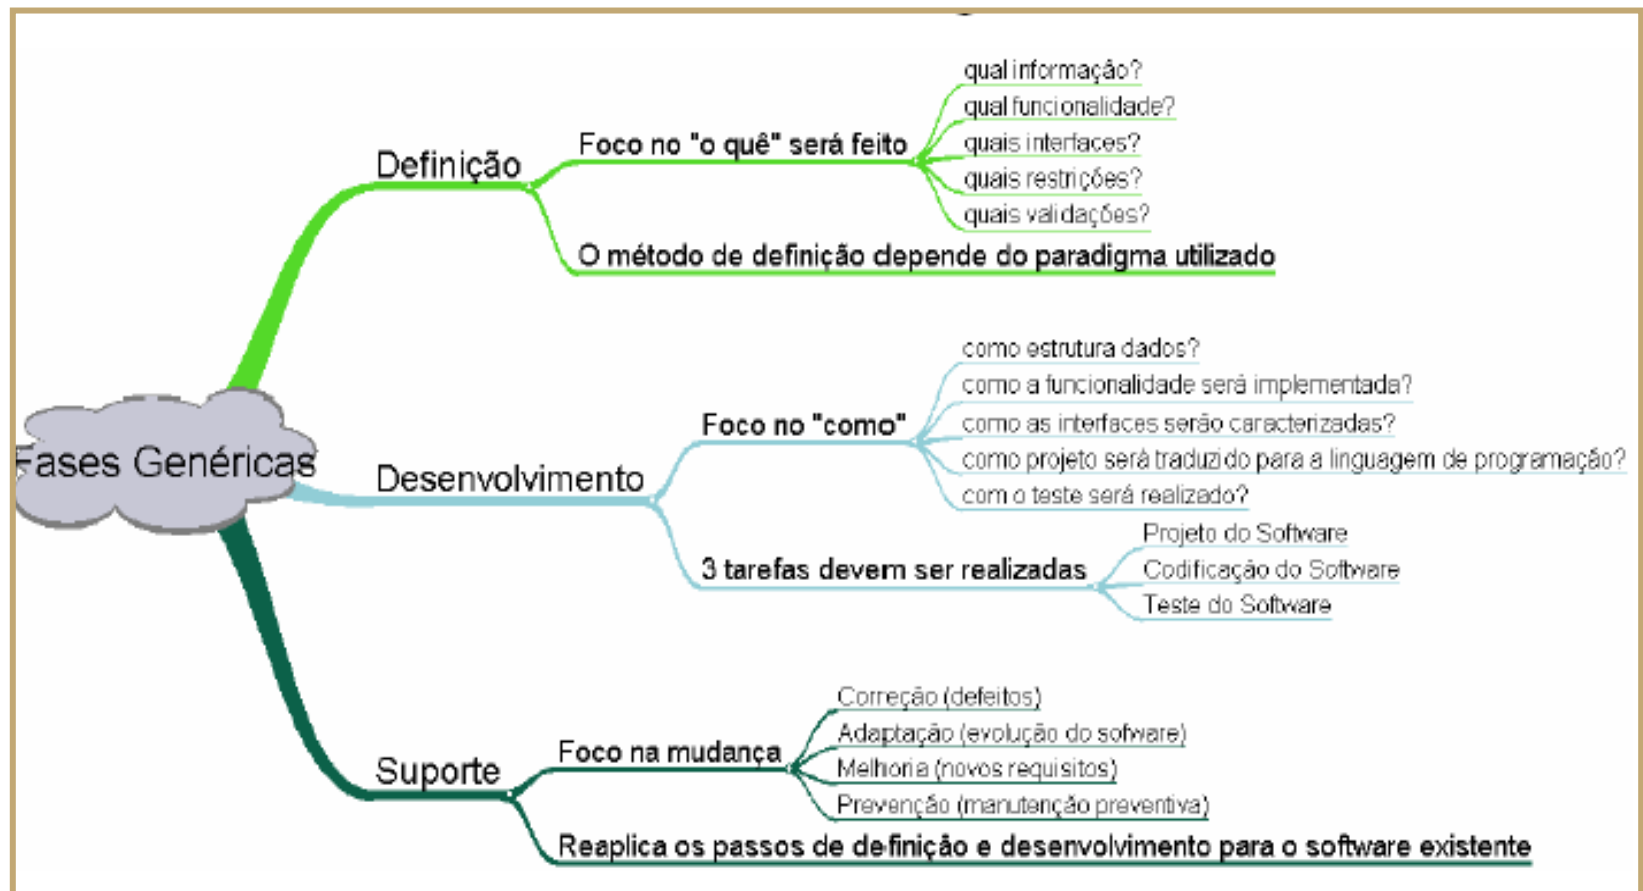 qual informação?
qual funcionalidade?
Foco no "o quê" será feito
quais interfaces?
Definição
quais restrições?
quais validações?
O método de definição depende do paradigma utilizado
como estrutura dados?
como a funcionalidade será implementada?
Foco no "como"
como as interfaces serão caracterizadas?
Fases Genéricas
como projeto será traduzido para a linguagem de programação?
Desenvolvimento
com o teste será realizado?
Projeto do Software
3 tarefas devem ser realizadas
Codificação do Software
Teste do Software
Correção (defeitos)
Adaptação (evolução do sofware)
Foco na mudança
Melhoria (novos requisitos)
Suporte
Prevenção (manutenção preventiva)
Reaplica os passos de definição e desenvolvimento para o software existente